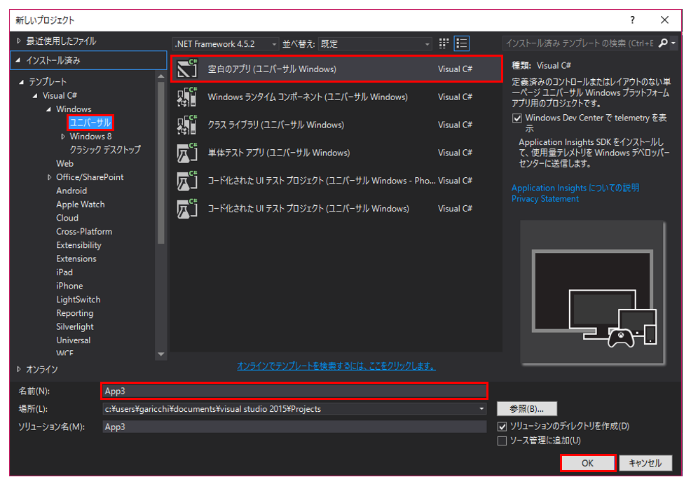 新しいプロジェクト
? ×
最近使用したファイル
.NET Framework 4.5.2
並べ替え: 既定
インストール済み テンプレート の検索 (Ctrl+E
インストール済み
テンプレート
Visual C#
Windows
ユニバーサル
Windows 8
クラシック デスクトップ
Web
Office/SharePoint
Android
Apple Watch
Cloud
Cross-Platform
Extensibility
Extensions
iPad
iPhone
LightSwitch
Reporting
Silverlight
Universal
WCF
オンライン
空白のアプリ (ユニバーサル Windows) Visual C#
Windows ランタイム コンポーネント (ユニバーサル Windows) Visual C#
クラス ライブラリ (ユニバーサル Windows) Visual C#
単体テスト アプリ (ユニバーサル Windows) Visual C#
コード化された UI テスト プロジェクト (ユニバーサル Windows - Pho... Visual C#
コード化された UI テスト プロジェクト (ユニバーサル Windows) Visual C#
オンラインでテンプレートを検索するには、ここをクリックします。
種類: Visual C#
定義済みのコントロールまたはレイアウトのない単
一ページ ユニバーサル Windows プラットフォーム
アプリ用のプロジェクトです。
Windows Dev Center で telemetry を表
示
Application Insights SDK をインストールし
て、使用量テレメトリを Windows デベロッパー
センターに送信します。
Application Insights についての説明
Privacy Statement
名前(N): App3
場所(L): c:¥users¥garicchi¥documents¥visual studio 2015¥Projects
参照(B)...
ソリューション名(M): App3
ソリューションのディレクトリを作成(D)
ソース管理に追加(U)
OK
キャンセル